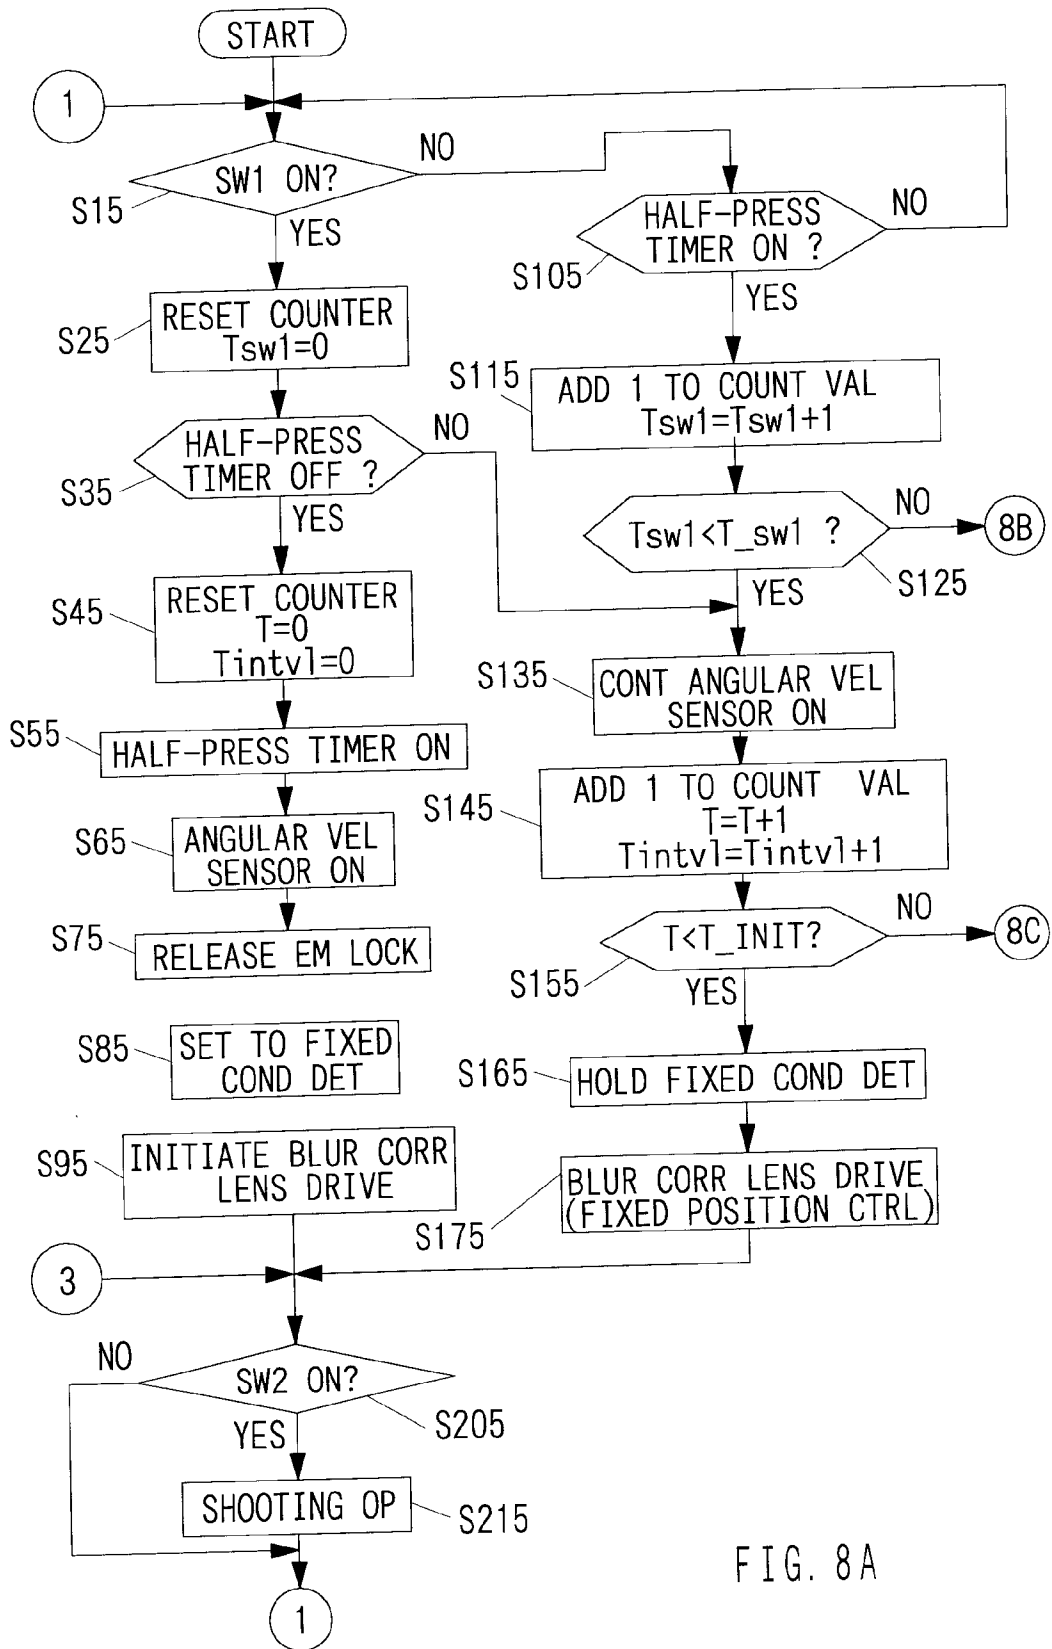 START
1
SW1 ON?
NO
S15
YES
HALF-PRESS
TIMER ON ?
NO
S105
YES
RESET COUNTER
Tsw1=0
S25
S115
ADD 1 TO COUNT VAL
Tsw1=Tsw1+1
HALF-PRESS
TIMER OFF ?
NO
S35
YES
Tsw1<T_sw1 ?
NO
8B
S125
YES
S45
RESET COUNTER
T=0
Tintvl=0
S135
CONT ANGULAR VEL
SENSOR ON
S55
HALF-PRESS TIMER ON
S145
ADD 1 TO COUNT VAL
T=T+1
Tintvl=Tintvl+1
S65
ANGULAR VEL
SENSOR ON
S75
RELEASE EM LOCK
T<T_INIT?
NO
8C
S155
YES
S85
SET TO FIXED
COND DET
S165
HOLD FIXED COND DET
S95
INITIATE BLUR CORR
LENS DRIVE
BLUR CORR LENS DRIVE
(FIXED POSITION CTRL)
S175
3
NO
SW2 ON?
S205
YES
SHOOTING OP
S215
1
FIG. 8A